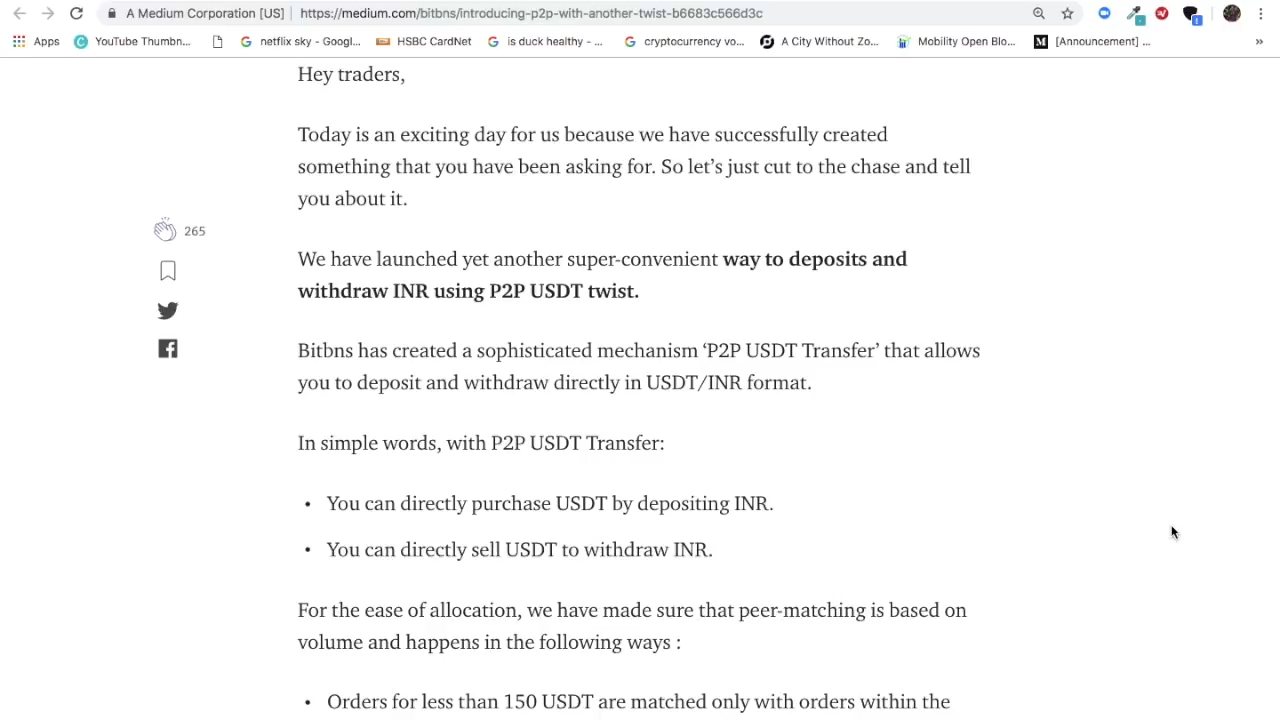 A Medium Corporation [US] | https://medium.com/bitbns/introducing-p2p-with-another-twist-b6683c566d3c
Apps YouTube Thumbn... netflix sky - Googl... HSBC CardNet is duck healthy - ... cryptocurrency vo... A City Without Zo... Mobility Open Blo... [Announcement] ... »
Hey traders,
Today is an exciting day for us because we have successfully created
something that you have been asking for. So let’s just cut to the chase and tell
you about it.
265
We have launched yet another super-convenient way to deposits and
withdraw INR using P2P USDT twist.
Bitbns has created a sophisticated mechanism ‘P2P USDT Transfer’ that allows
you to deposit and withdraw directly in USDT/INR format.
In simple words, with P2P USDT Transfer:
• You can directly purchase USDT by depositing INR.
• You can directly sell USDT to withdraw INR.
For the ease of allocation, we have made sure that peer-matching is based on
volume and happens in the following ways :
• Orders for less than 150 USDT are matched only with orders within the